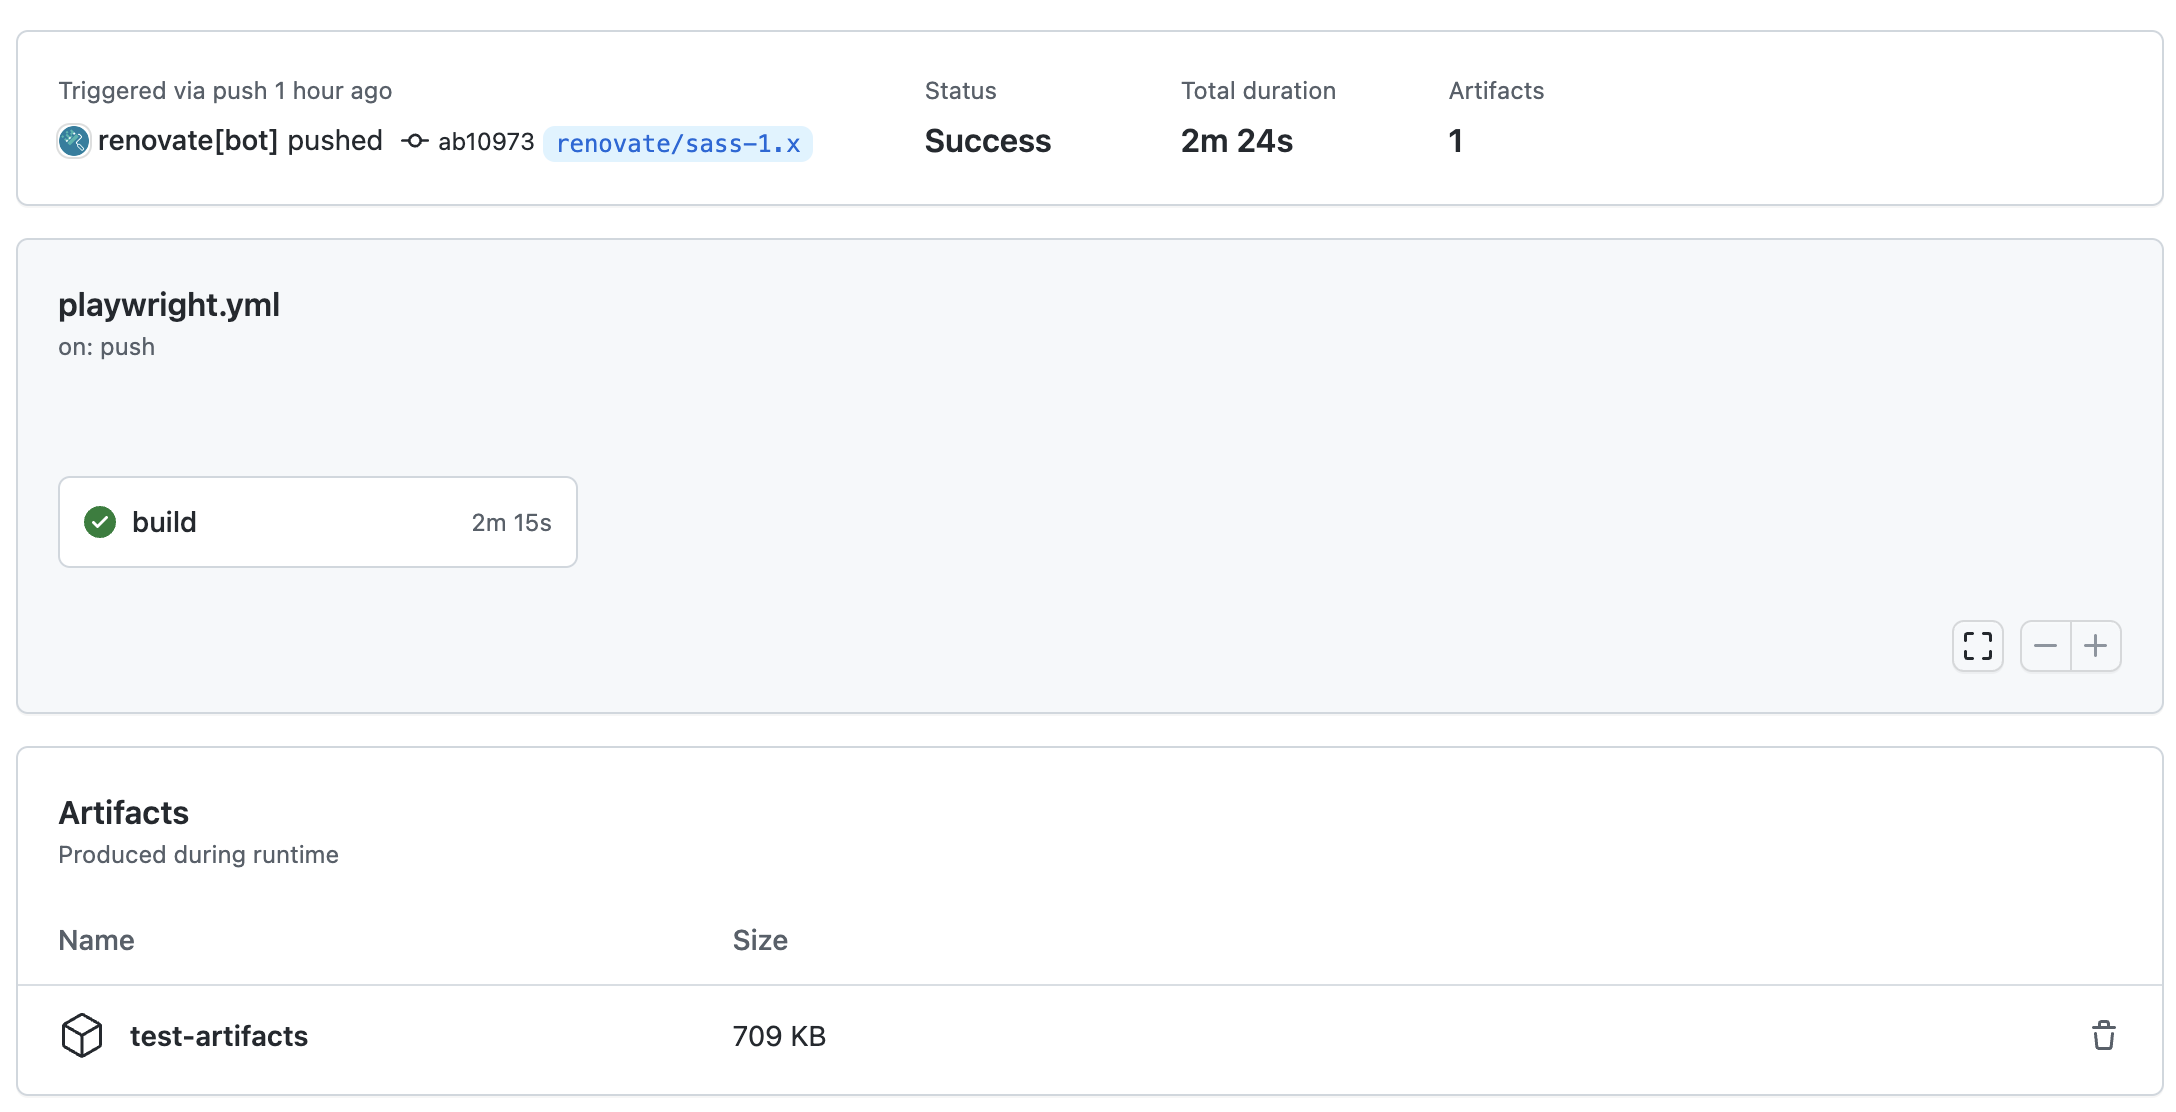 Triggered via push 1 hour ago
renovate[bot] pushed ab10973 renovate/sass-1.x
Status
Success
Total duration
2m 24s
Artifacts
1
playwright.yml
on: push
build 2m 15s
Artifacts
Produced during runtime
Name Size
test-artifacts 709 KB